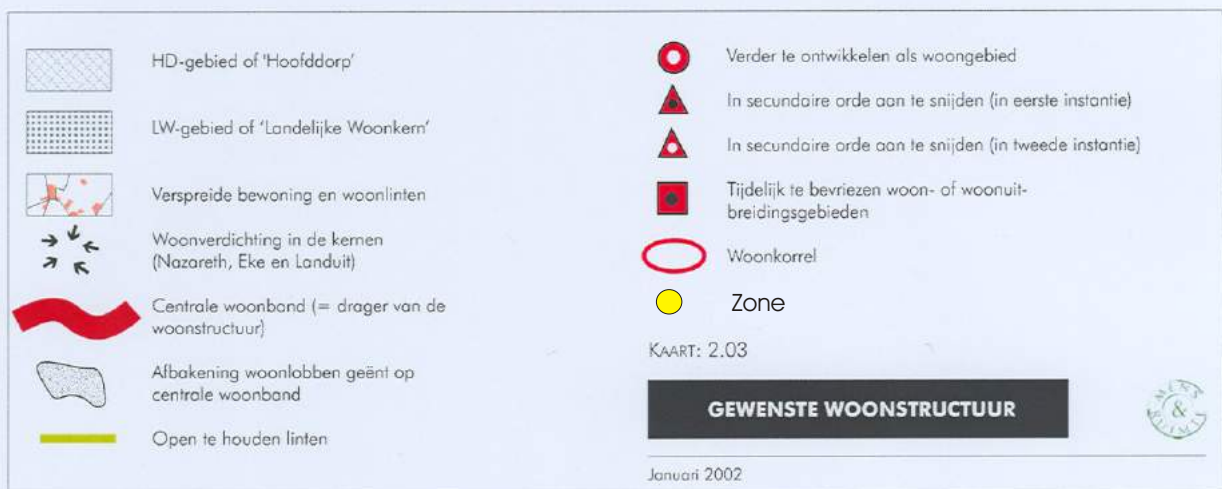 HD-gebied of 'Hoofddorp'
LW-gebied of 'Landelijke Woonkern'
Verspreide bewoning en woonlinten
Woonverdichting in de kernen
(Nazareth, Eke en Landuit)
Centrale woonband (= drager van de
woonstructuur)
Afbakening woonlobben geënt op
centrale woonband
Open te houden linten
Verder te ontwikkelen als woongebied
In secundaire orde aan te snijden (in eerste instantie)
In secundaire orde aan te snijden (in tweede instantie)
Tijdelijk te bevriezen woon- of woonuit-
breidingsgebieden
Woonkorrel
Zone
KAART: 2.03
GEWENSTE WOONSTRUCTUUR
MENS
&
RUIMTE
Januari 2002